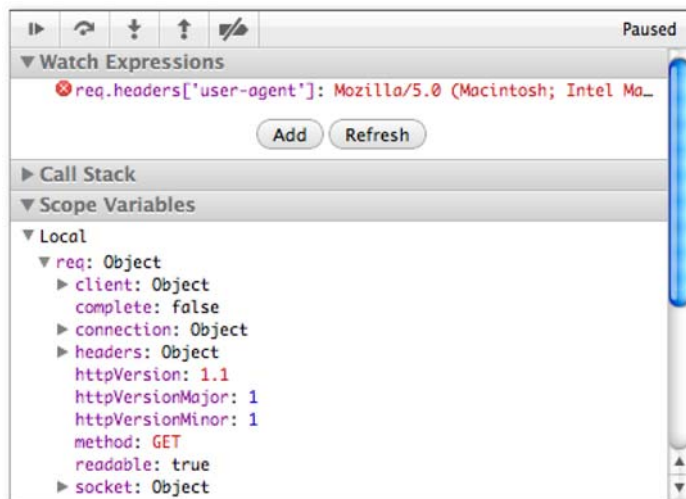 Paused
Watch Expressions
req.headers['user-agent']: Mozilla/5.0 (Macintosh; Intel Ma…
Add Refresh
Call Stack
Scope Variables
Local
req: Object
client: Object
complete: false
connection: Object
headers: Object
httpVersion: 1.1
httpVersionMajor: 1
httpVersionMinor: 1
method: GET
readable: true
socket: Object